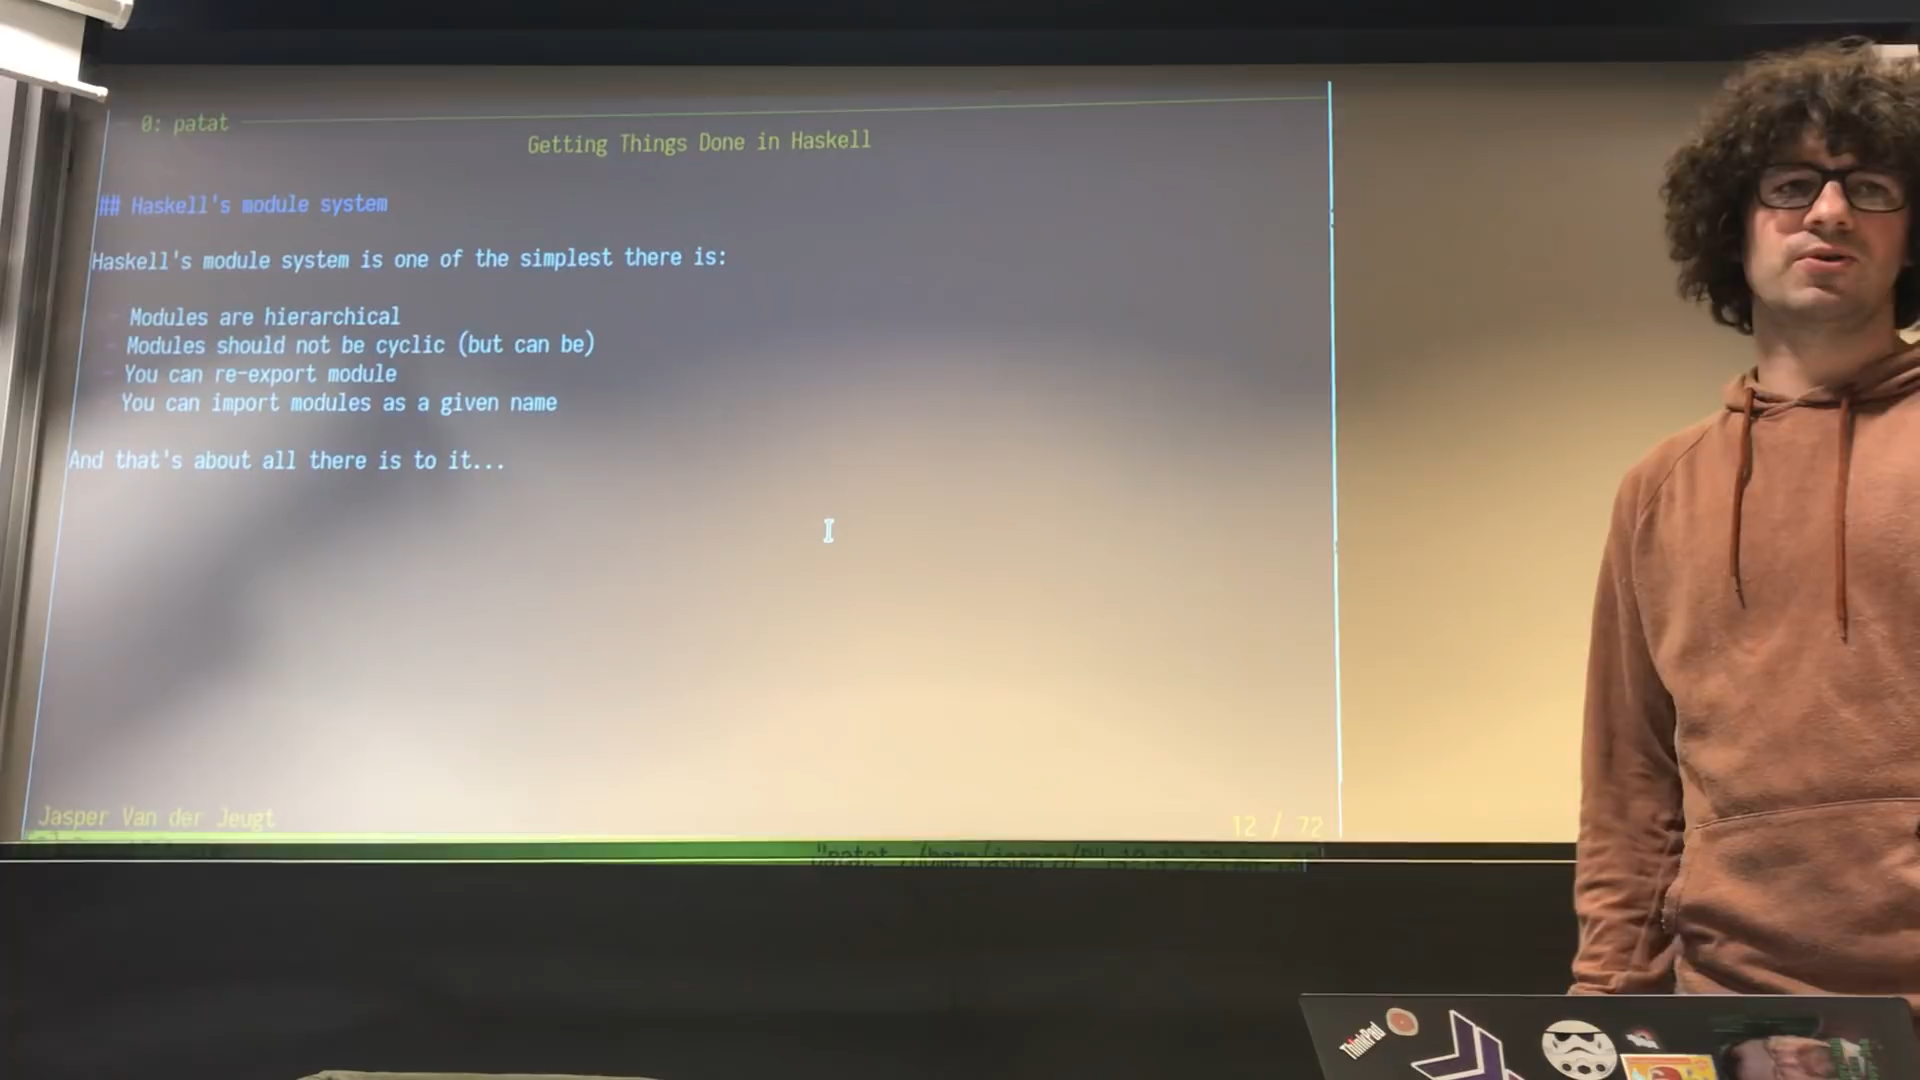 0: patat
Getting Things Done in Haskell
## Haskell's module system
Haskell's module system is one of the simplest there is:
- Modules are hierarchical
- Modules should not be cyclic (but can be)
- You can re-export module
- You can import modules as a given name
And that's about all there is to it...
Jasper Van der Jeugt
12 / 72
ThinkPad